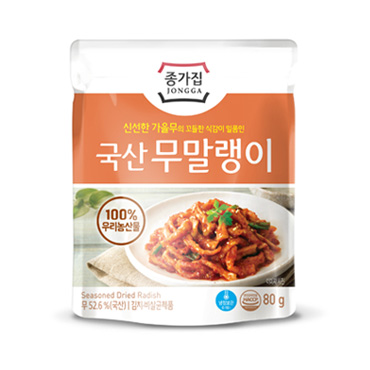 종가집
JONGGA
신선한 가을무의 꼬들한 식감이 일품인
국산 무말랭이
100%
우리농산물
Seasoned Dried Radish
무 52.6%(국산) | 김치·비살균제품
HACCP
80 g